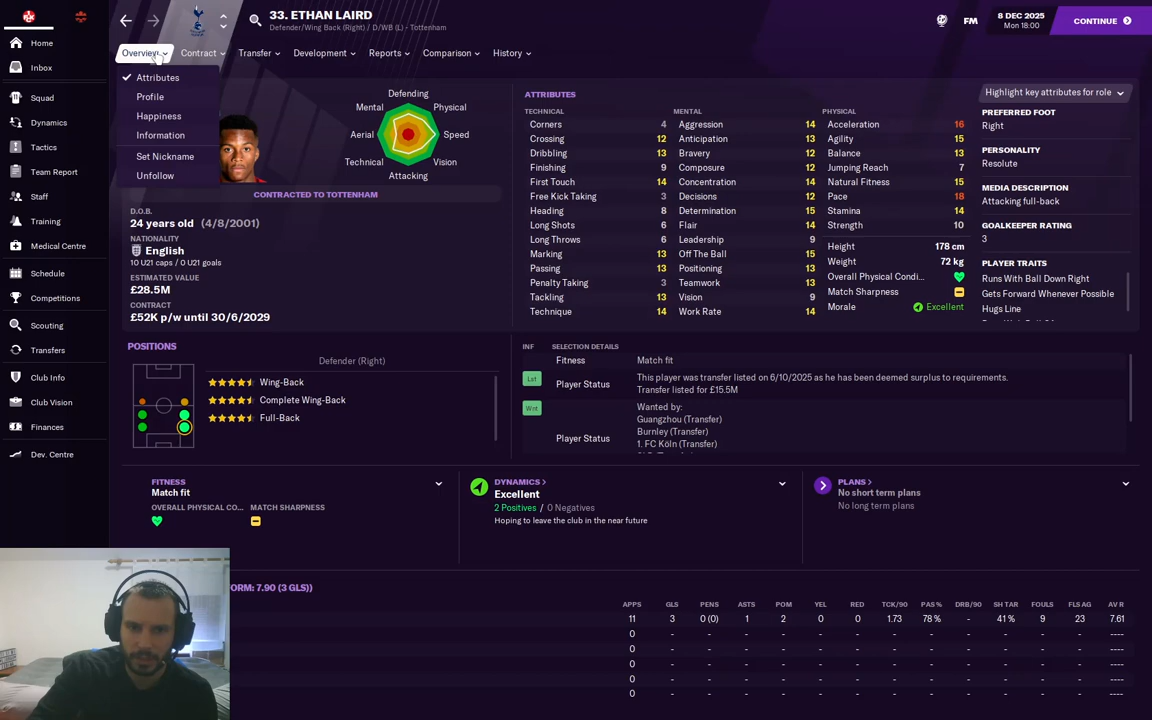 33. ETHAN LAIRD
Defender/Wing Back (Right) / D/WB (L) - Tottenham
FM
8 DEC 2025
Mon 18:00
CONTINUE
Home
Inbox
Squad
Dynamics
Tactics
Team Report
Staff
Training
Medical Centre
Schedule
Competitions
Scouting
Transfers
Club Info
Club Vision
Finances
Dev. Centre
Overview
Contract
Transfer
Development
Reports
Comparison
History
Attributes
Profile
Happiness
Information
Set Nickname
Unfollow
Defending
Mental
Physical
Aerial
Speed
Technical
Vision
Attacking
CONTRACTED TO TOTTENHAM
D.O.B.
24 years old (4/8/2001)
NATIONALITY
English
10 U21 caps / 0 U21 goals
ESTIMATED VALUE
£28.5M
CONTRACT
£52K p/w until 30/6/2029
ATTRIBUTES
Highlight key attributes for role
TECHNICAL
Corners 4
Crossing 12
Dribbling 13
Finishing 9
First Touch 14
Free Kick Taking 3
Heading 8
Long Shots 6
Long Throws 6
Marking 13
Passing 13
Penalty Taking 3
Tackling 13
Technique 14
MENTAL
Aggression 14
Anticipation 13
Bravery 12
Composure 12
Concentration 14
Decisions 12
Determination 15
Flair 14
Leadership 9
Off The Ball 15
Positioning 13
Teamwork 13
Vision 9
Work Rate 14
PHYSICAL
Acceleration 16
Agility 15
Balance 13
Jumping Reach 7
Natural Fitness 15
Pace 18
Stamina 14
Strength 10
Height 178 cm
Weight 72 kg
Overall Physical Condi...
Match Sharpness
Morale Excellent
PREFERRED FOOT
Right
PERSONALITY
Resolute
MEDIA DESCRIPTION
Attacking full-back
GOALKEEPER RATING
3
PLAYER TRAITS
Runs With Ball Down Right
Gets Forward Whenever Possible
Hugs Line
POSITIONS
Defender (Right)
Wing-Back
Complete Wing-Back
Full-Back
INF SELECTION DETAILS
Fitness Match fit
Lst
Player Status
This player was transfer listed on 6/10/2025 as he has been deemed surplus to requirements.
Transfer listed for £15.5M
Wnt
Player Status
Wanted by:
Guangzhou (Transfer)
Burnley (Transfer)
1. FC Köln (Transfer)
FITNESS
Match fit
OVERALL PHYSICAL CO... MATCH SHARPNESS
DYNAMICS >
Excellent
2 Positives / 0 Negatives
Hoping to leave the club in the near future
PLANS >
No short term plans
No long term plans
ORM: 7.90 (3 GLS))
APPS GLS PENS ASTS POM YEL RED TCK/90 PAS % DRB/90 SH TAR FOULS FLS AG AV R
11 3 0 (0) 1 2 0 0 1.73 78 % - 41 % 9 23 7.61
0 - - - - - - - - - - - - ----
0 - - - - - - - - - - - - ----
0 - - - - - - - - - - - - ----
0 - - - - - - - - - - - - ----
0 - - - - - - - - - - - - ----